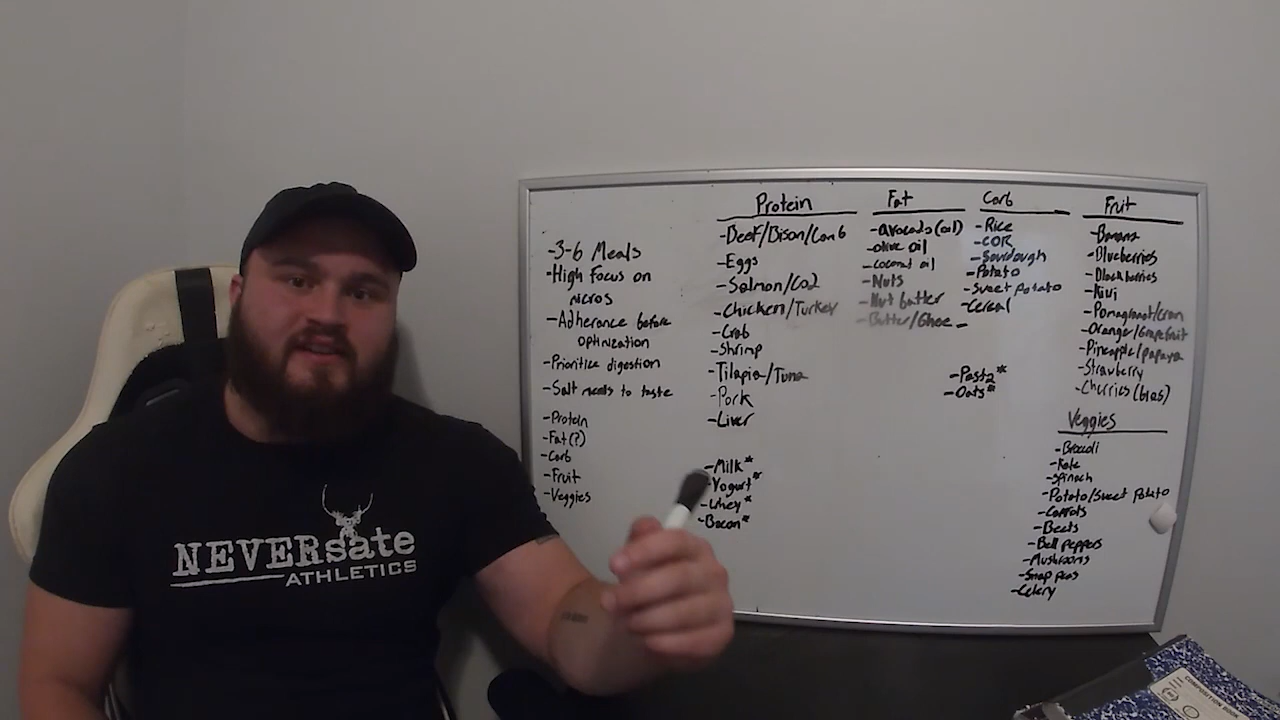 -3-6 Meals
-High Focus on
micros
-Adherance before
optimization
-Prioritize digestion
-Salt meals to taste
-Protein
-Fat(?)
-Carb
-Fruit
-Veggies
Protein
-Beef/Bison/Lamb
-Eggs
-Salmon/Cod
-Chicken/Turkey
-Crab
-Shrimp
-Tilapia/Tuna
-Pork
-Liver
-Milk*
-Yogurt*
-Whey*
-Bacon*
Fat
-avocado(oil)
-olive oil
-coconut oil
-Nuts
-Nut butter
-Butter/Ghee
Carb
-Rice
-COR
-Sourdough
-Potato
-Sweet potato
-Cereal
-Pasta*
-Oats*
Fruit
-Banana
-Blueberries
-Blackberries
-Kiwi
-Pomagranat/Cran
-Orange/Grapefruit
-Pineapple/papaya
-Strawberry
-Cherries
Veggies
-Broccoli
-Kale
-Spinach
-Potato/Sweet Potato
-Carrots
-Beets
-Bell peppers
-Mushrooms
-Snap peas
-Celery
NEVERsate
ATHLETICS
COMPOSITION